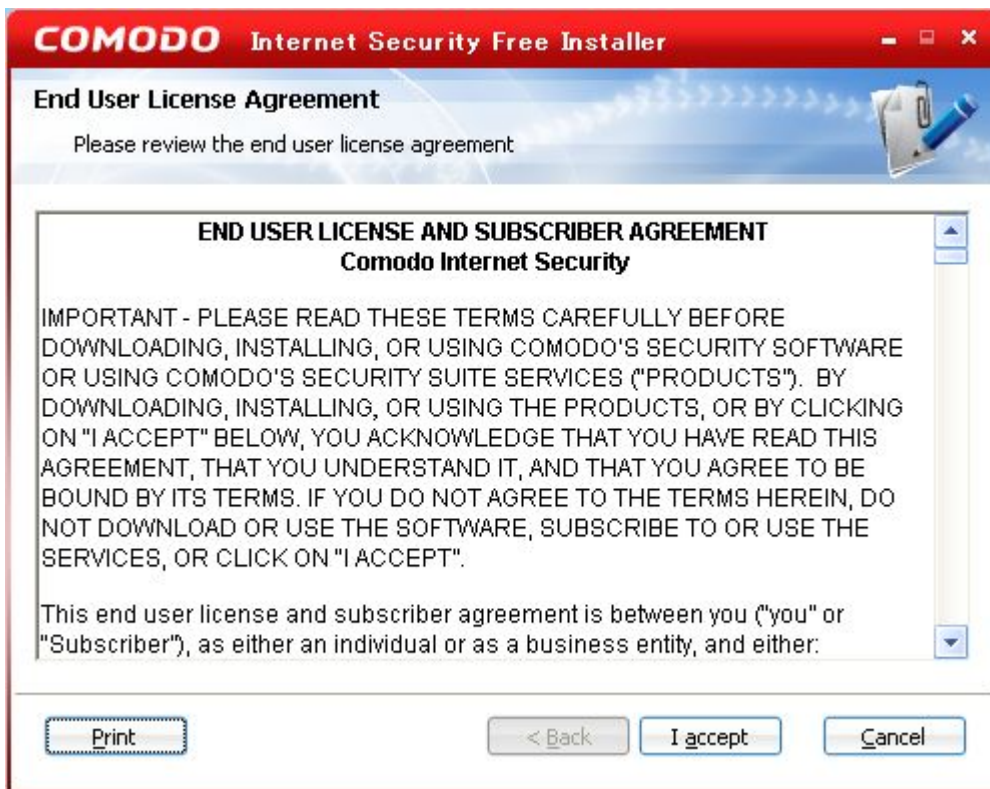 COMODO Internet Security Free Installer
End User License Agreement
Please review the end user license agreement
END USER LICENSE AND SUBSCRIBER AGREEMENT
Comodo Internet Security
IMPORTANT - PLEASE READ THESE TERMS CAREFULLY BEFORE
DOWNLOADING, INSTALLING, OR USING COMODO'S SECURITY SOFTWARE
OR USING COMODO'S SECURITY SUITE SERVICES ("PRODUCTS").  BY
DOWNLOADING, INSTALLING, OR USING THE PRODUCTS, OR BY CLICKING
ON "I ACCEPT" BELOW, YOU ACKNOWLEDGE THAT YOU HAVE READ THIS
AGREEMENT, THAT YOU UNDERSTAND IT, AND THAT YOU AGREE TO BE
BOUND BY ITS TERMS. IF YOU DO NOT AGREE TO THE TERMS HEREIN, DO
NOT DOWNLOAD OR USE THE SOFTWARE, SUBSCRIBE TO OR USE THE
SERVICES, OR CLICK ON "I ACCEPT".
This end user license and subscriber agreement is between you ("you" or
"Subscriber"), as either an individual or as a business entity, and either:
Print
< Back
I accept
Cancel